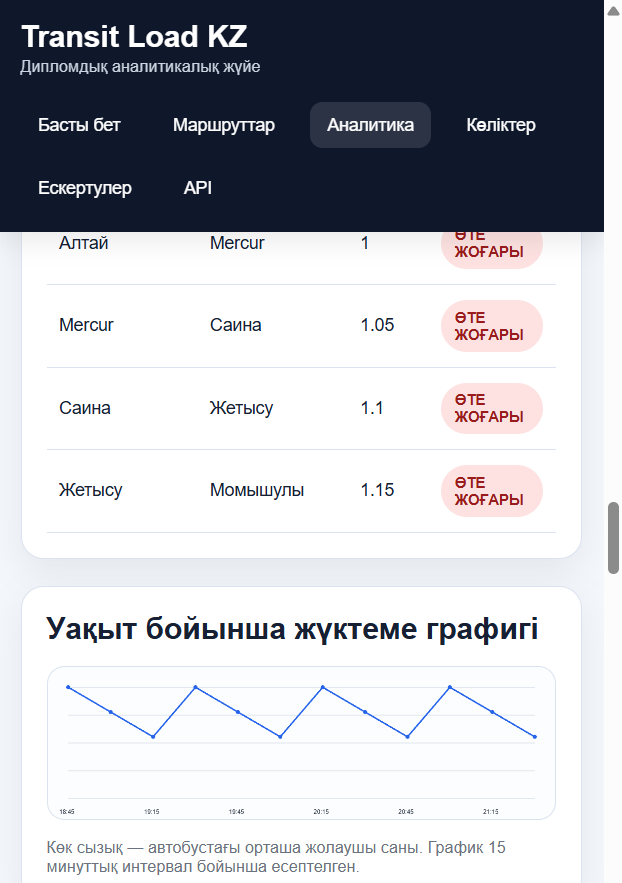 Transit Load KZ
Дипломдық аналитикалық жүйе
Басты бет Маршруттар Аналитика Көліктер
Ескертулер API
Алтай Mercur 1 ӨТЕ
ЖОҒАРЫ
Mercur Саина 1.05 ӨТЕ
ЖОҒАРЫ
Саина Жетысу 1.1 ӨТЕ
ЖОҒАРЫ
Жетысу Момышулы 1.15 ӨТЕ
ЖОҒАРЫ
Уақыт бойынша жүктеме графигі
18:45 19:15 19:45 20:15 20:45 21:15
Көк сызық — автобустағы орташа жолаушы саны. График 15
минуттық интервал бойынша есептелген.